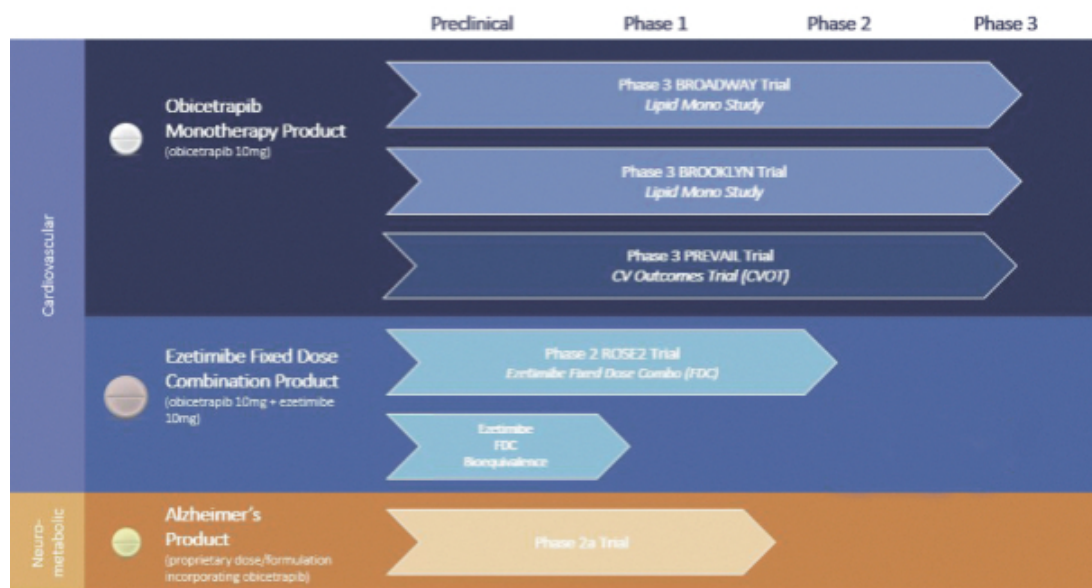 Preclinical Phase 1 Phase 2 Phase 3
Cardiovascular
Obicetrapib
Monotherapy Product
(obicetrapib 10mg)
Phase 3 BROADWAY Trial
Lipid Mono Study
Phase 3 BROOKLYN Trial
Lipid Mono Study
Phase 3 PREVAIL Trial
CV Outcomes Trial (CVOT)
Ezetimibe Fixed Dose
Combination Product
(obicetrapib 10mg + ezetimibe
10mg)
Phase 2 ROSE2 Trial
Ezetimibe Fixed Dose Combo (FDC)
Ezetimibe
FDC
Bioequivalence
Neuro-
metabolic
Alzheimer's
Product
(proprietary dose/formulation
incorporating obicetrapib)
Phase 2a Trial